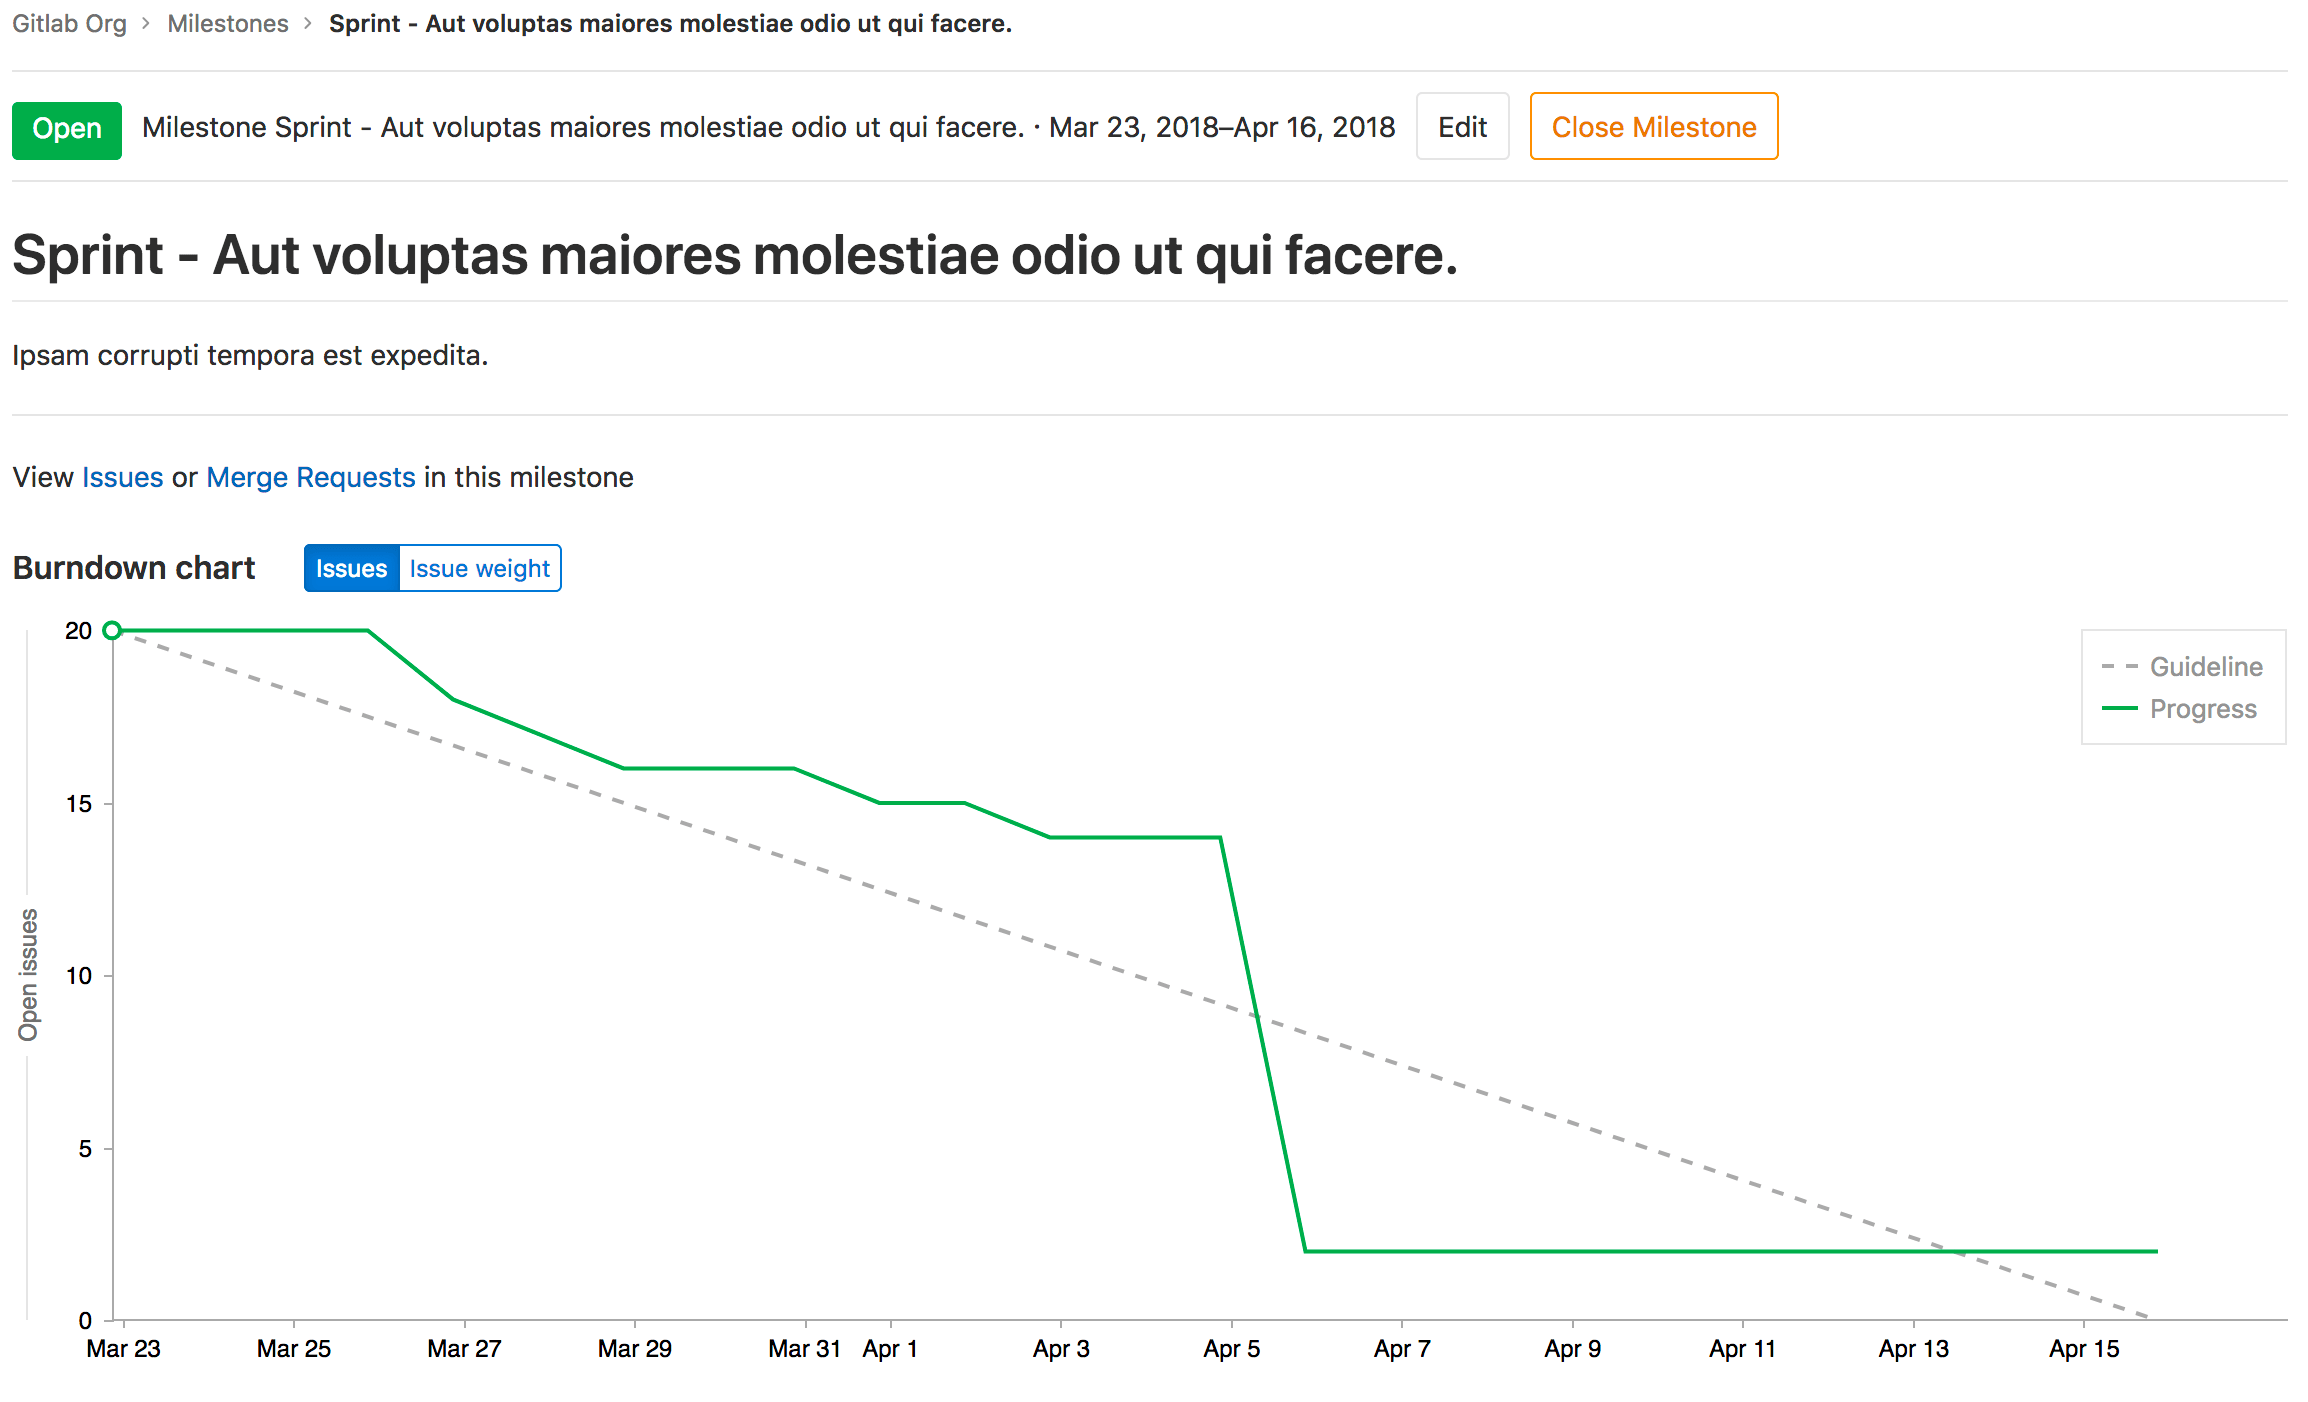 Gitlab Org › Milestones › Sprint - Aut voluptas maiores molestiae odio ut qui facere.
Open Milestone Sprint - Aut voluptas maiores molestiae odio ut qui facere. · Mar 23, 2018–Apr 16, 2018 Edit Close Milestone
Sprint - Aut voluptas maiores molestiae odio ut qui facere.
Ipsam corrupti tempora est expedita.
View Issues or Merge Requests in this milestone
Burndown chart Issues Issue weight
20
15
10
5
0
Open issues
Guideline
Progress
Mar 23 Mar 25 Mar 27 Mar 29 Mar 31 Apr 1 Apr 3 Apr 5 Apr 7 Apr 9 Apr 11 Apr 13 Apr 15